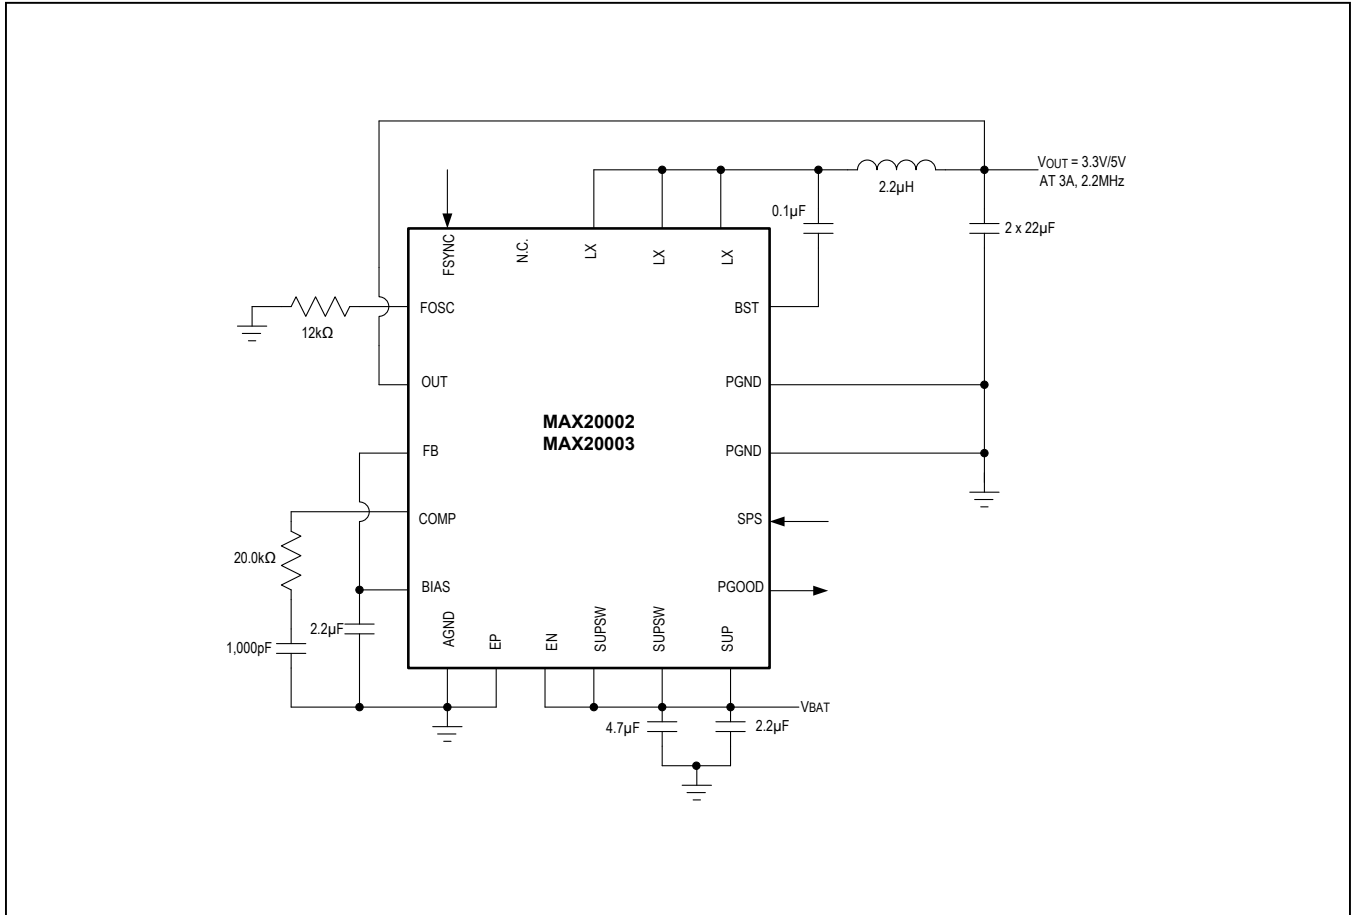 VOUT = 3.3V/5V
AT 3A, 2.2MHz
2.2µH
0.1µF
2 x 22µF
FSYNC
N.C.
LX
LX
LX
FOSC
BST
12kΩ
OUT
PGND
MAX20002
MAX20003
FB
PGND
COMP
SPS
20.0kΩ
BIAS
PGOOD
2.2µF
1,000pF
AGND
EP
EN
SUPSW
SUPSW
SUP
VBAT
4.7µF
2.2µF